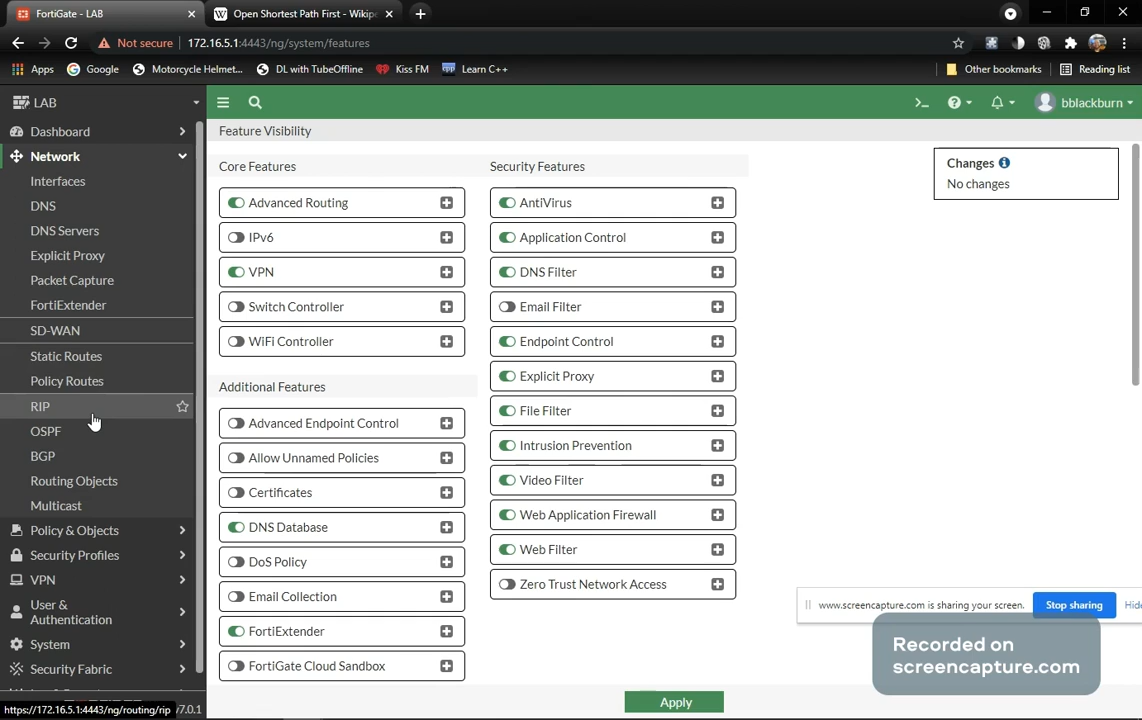 FortiGate - LAB
Open Shortest Path First - Wikipe
Not secure
172.16.5.1:4443/ng/system/features
Apps
Google
Motorcycle Helmet...
DL with TubeOffline
Kiss FM
Learn C++
Other bookmarks
Reading list
LAB
bblackburn
Dashboard
Network
Interfaces
DNS
DNS Servers
Explicit Proxy
Packet Capture
FortiExtender
SD-WAN
Static Routes
Policy Routes
RIP
OSPF
BGP
Routing Objects
Multicast
Policy & Objects
Security Profiles
VPN
User &
Authentication
System
Security Fabric
https://172.16.5.1:4443/ng/routing/rip
v7.0.1
Feature Visibility
Core Features
Advanced Routing
IPv6
VPN
Switch Controller
WiFi Controller
Additional Features
Advanced Endpoint Control
Allow Unnamed Policies
Certificates
DNS Database
DoS Policy
Email Collection
FortiExtender
FortiGate Cloud Sandbox
Security Features
AntiVirus
Application Control
DNS Filter
Email Filter
Endpoint Control
Explicit Proxy
File Filter
Intrusion Prevention
Video Filter
Web Application Firewall
Web Filter
Zero Trust Network Access
Changes
No changes
www.screencapture.com is sharing your screen.
Stop sharing
Hide
Recorded on
screencapture.com
Apply